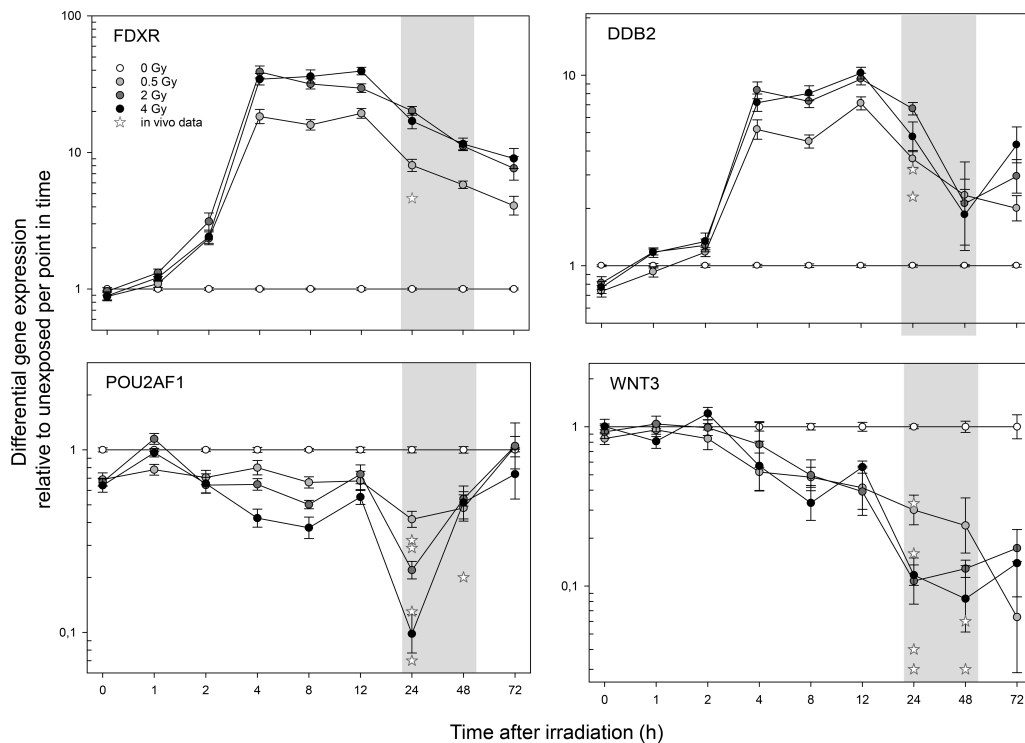 FDXR
0 Gy
0.5 Gy
2 Gy
4 Gy
in vivo data
100
10
1
DDB2
10
1
Differential gene expression
relative to unexposed per point in time
POU2AF1
1
0,1
0 1 2 4 8 12 24 48 72
WNT3
1
0,1
0 1 2 4 8 12 24 48 72
Time after irradiation (h)